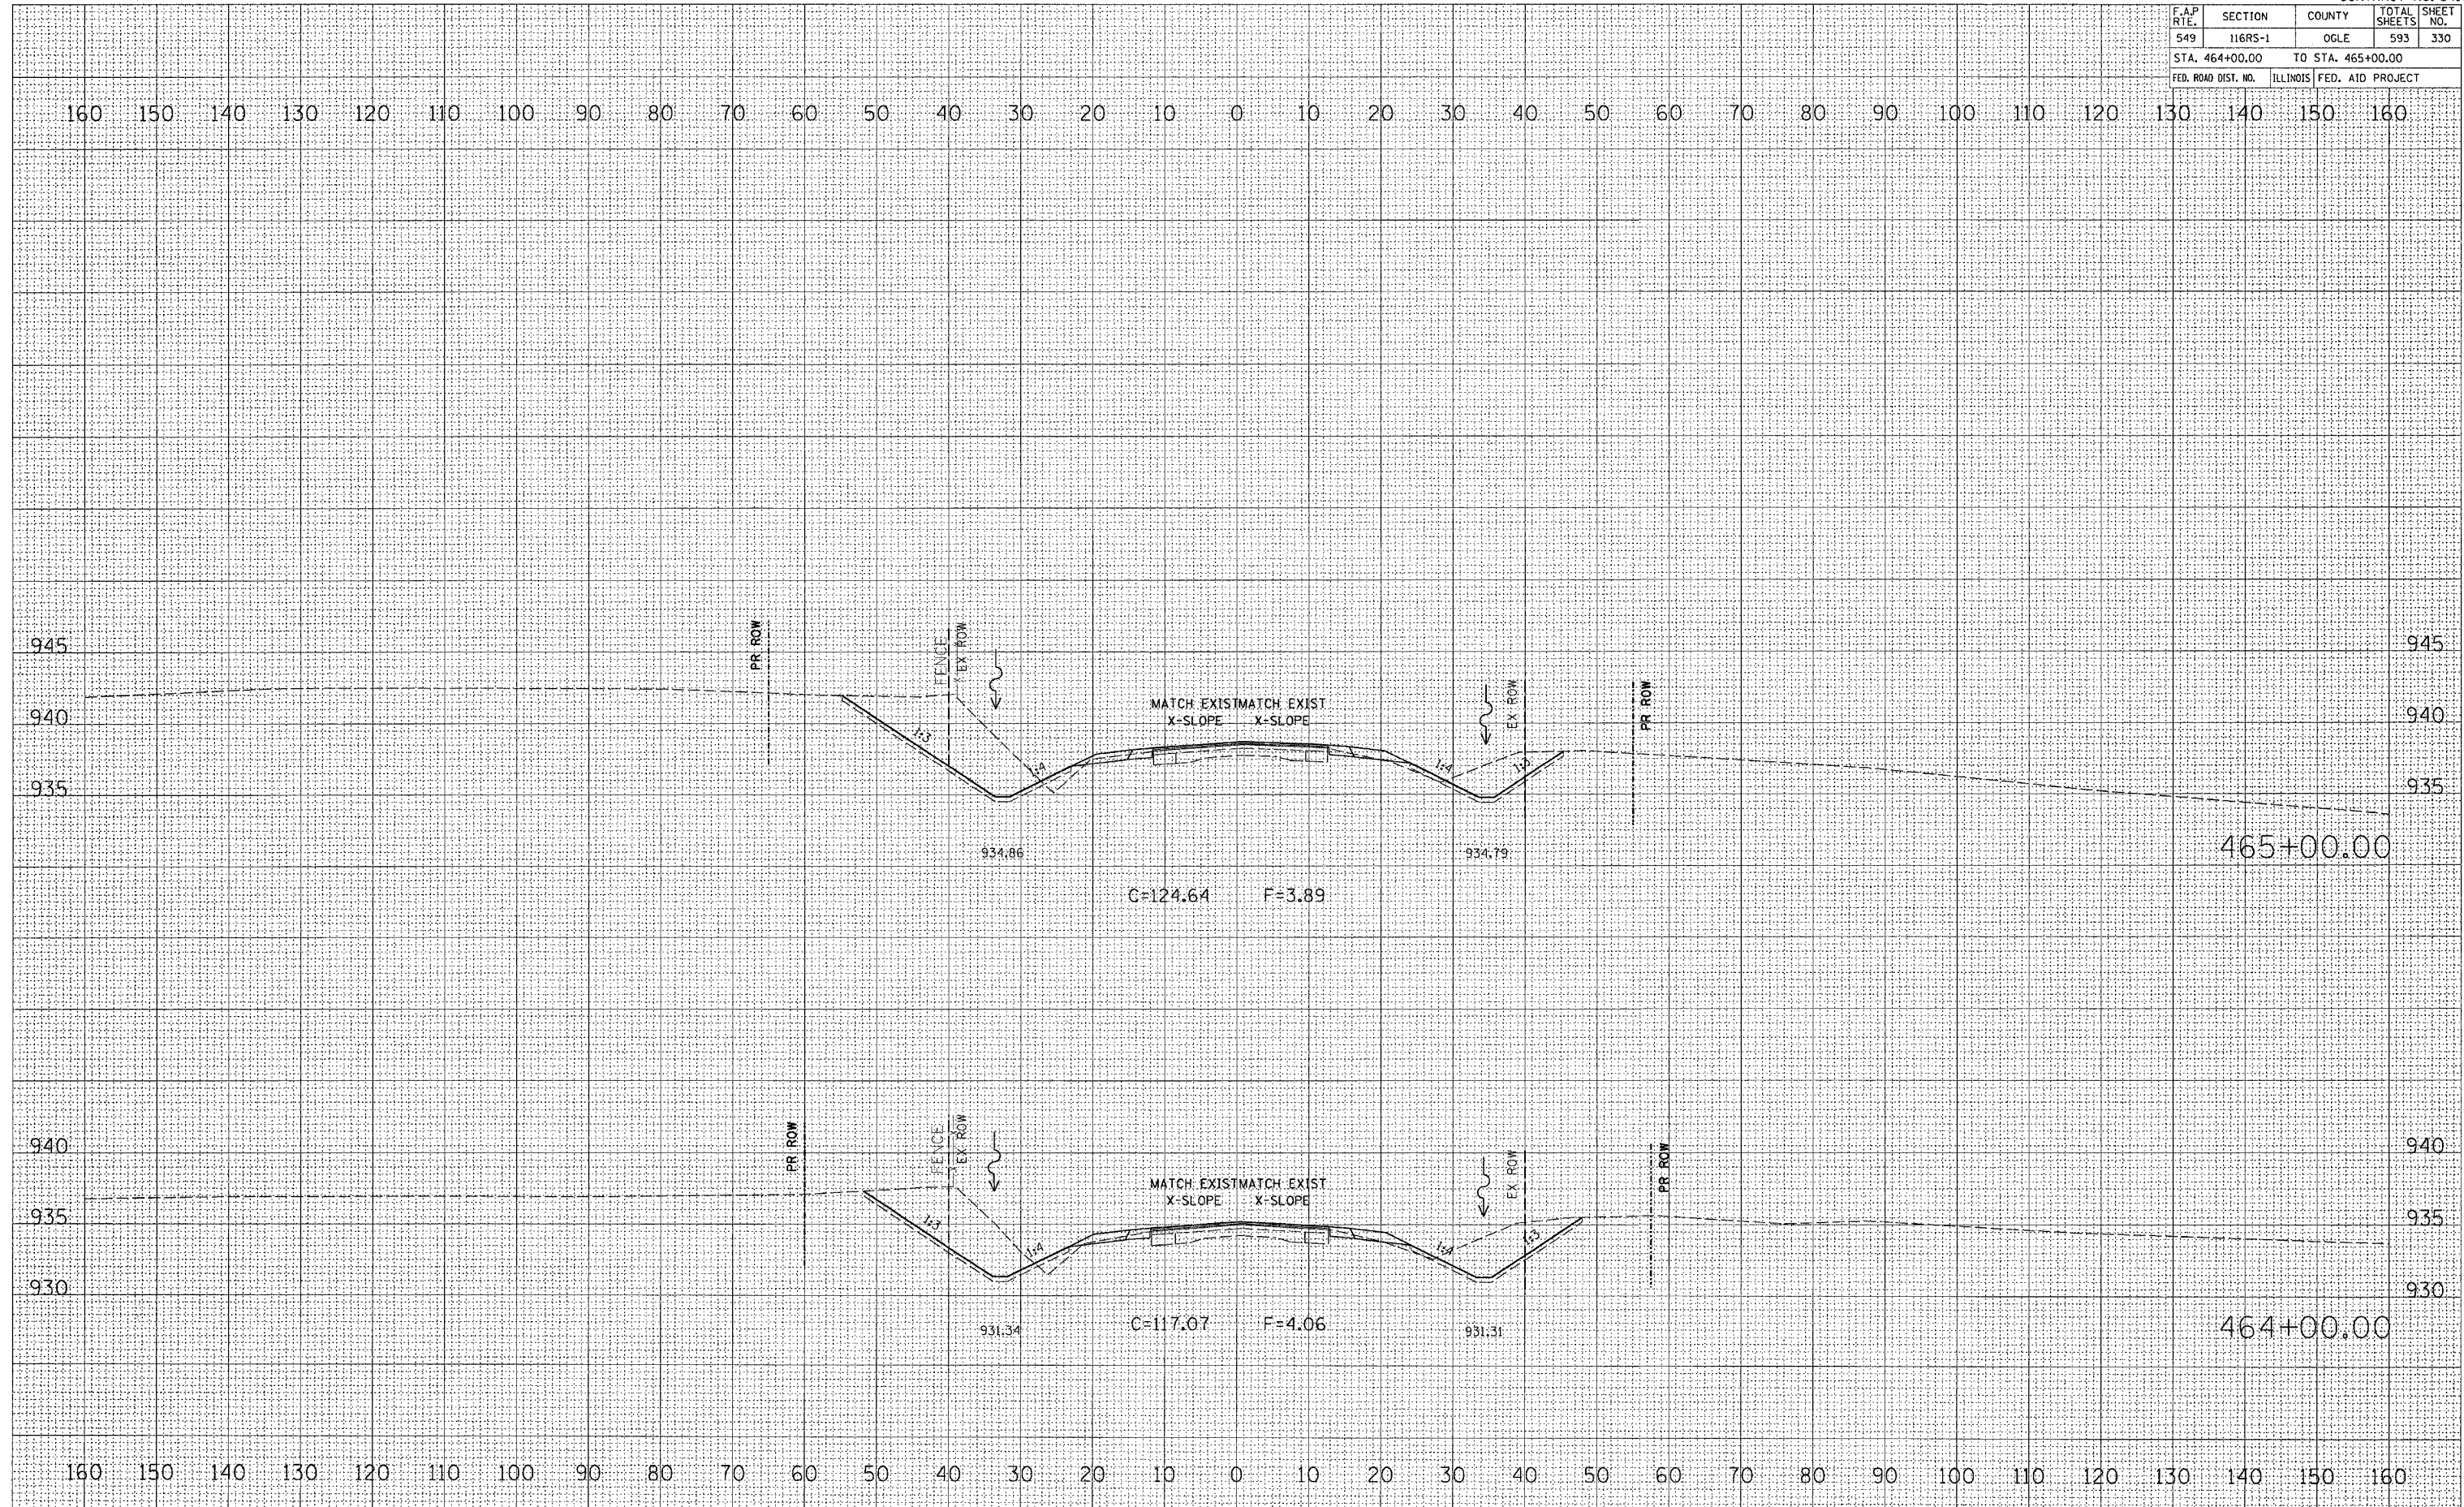 F.A.P RTE. SECTION COUNTY TOTAL SHEETS SHEET NO.
549 116RS-1 OGLE 593 330
STA. 464+00.00 TO STA. 465+00.00
FED. ROAD DIST. NO. ILLINOIS FED. AID PROJECT
160 150 140 130 120 110 100 90 80 70 60 50 40 30 20 10 0 10 20 30 40 50 60 70 80 90 100 110 120 130 140 150 160
PR ROW
FENCE
EX ROW
945 945
MATCH EXIST MATCH EXIST
X-SLOPE X-SLOPE
EX ROW
PR ROW
940 940
1:3 1:4 1:4 1:3
935 935
934.86 934.79 465+00.00
C=124.64 F=3.89
PR ROW
FENCE
EX ROW
940 940
MATCH EXIST MATCH EXIST
X-SLOPE X-SLOPE
EX ROW
PR ROW
935 935
1:3 1:4 1:4 1:3
930 930
931.34 C=117.07 F=4.06 931.31 464+00.00
160 150 140 130 120 110 100 90 80 70 60 50 40 30 20 10 0 10 20 30 40 50 60 70 80 90 100 110 120 130 140 150 160